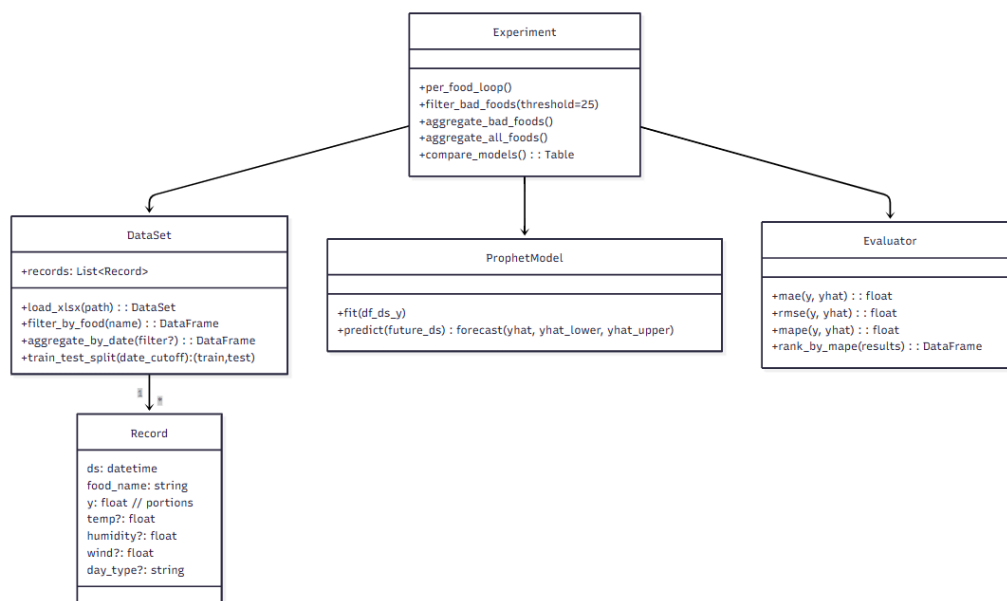 Experiment
+per_food_loop()
+filter_bad_foods(threshold=25)
+aggregate_bad_foods()
+aggregate_all_foods()
+compare_models() : : Table
DataSet
+records: List<Record>
+load_xlsx(path) : : DataSet
+filter_by_food(name) : : DataFrame
+aggregate_by_date(filter?) : : DataFrame
+train_test_split(date_cutoff):(train,test)
ProphetModel
+fit(df_ds_y)
+predict(future_ds) : forecast(yhat, yhat_lower, yhat_upper)
Evaluator
+mae(y, yhat) : : float
+rmse(y, yhat) : : float
+mape(y, yhat) : : float
+rank_by_mape(results) : : DataFrame
Record
ds: datetime
food_name: string
y: float // portions
temp?: float
humidity?: float
wind?: float
day_type?: string